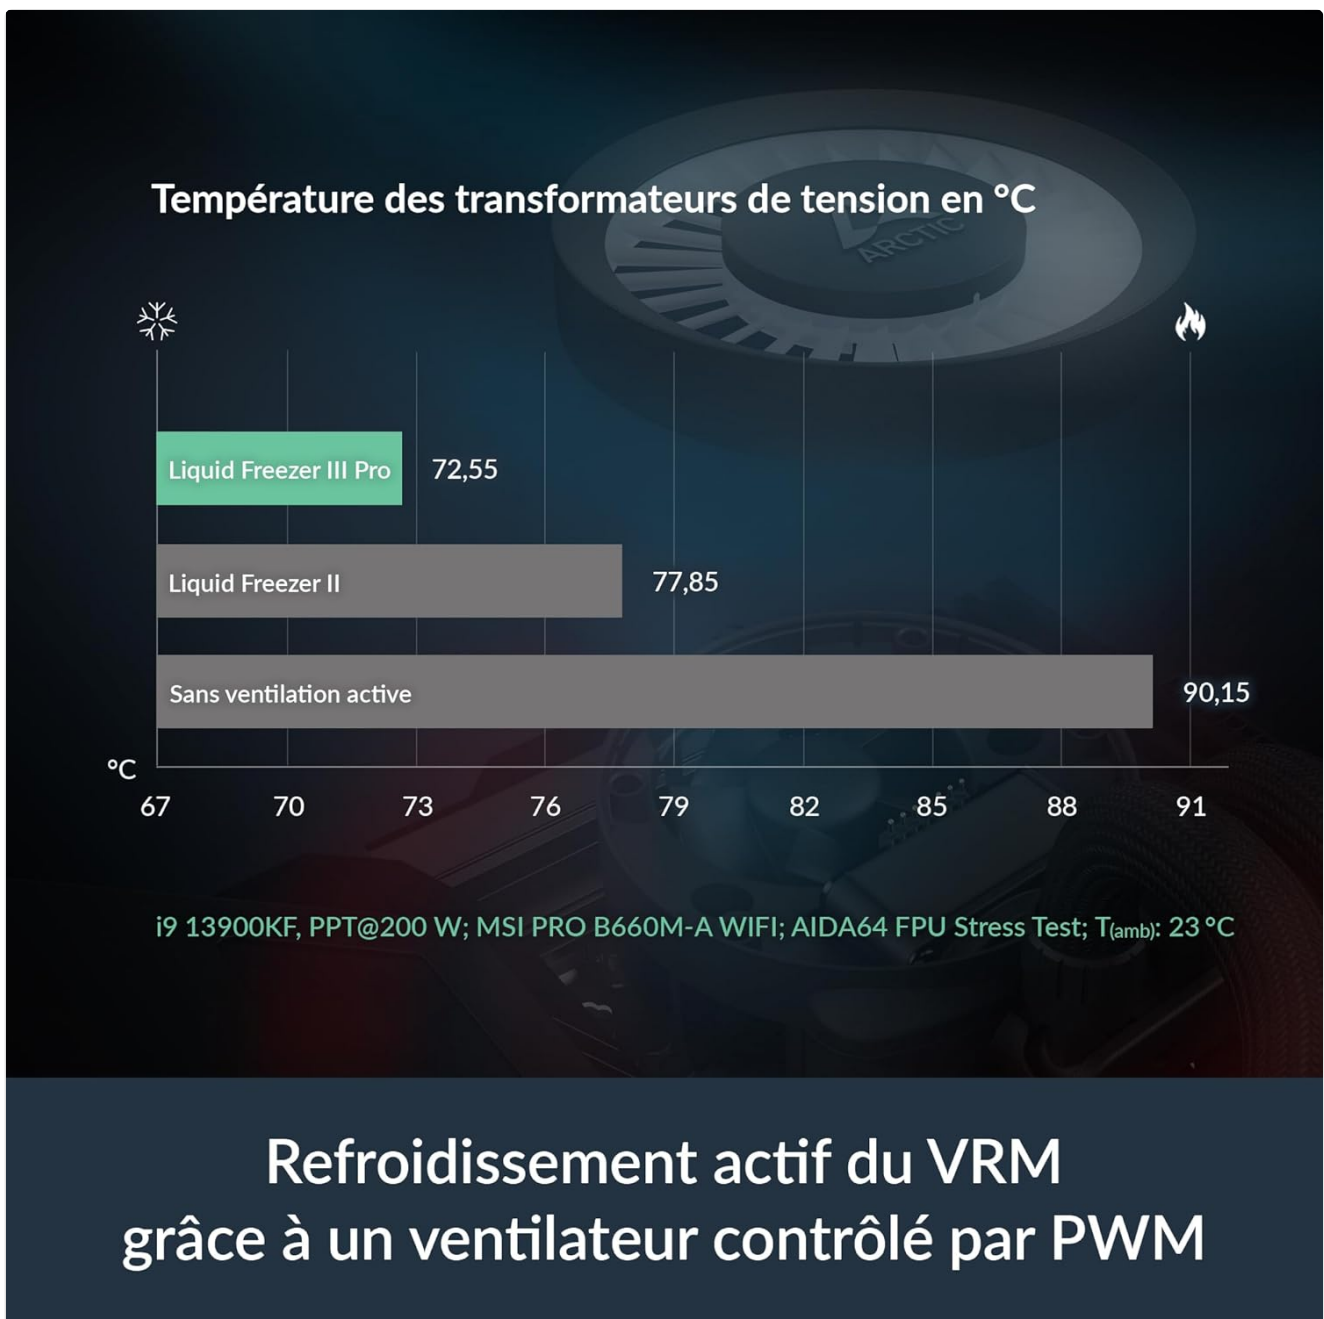 Température des transformateurs de tension en °C
ARCTIC
Liquid Freezer III Pro 72,55
Liquid Freezer II 77,85
Sans ventilation active 90,15
°C
67 70 73 76 79 82 85 88 91
i9 13900KF, PPT@200 W; MSI PRO B660M-A WIFI; AIDA64 FPU Stress Test; T(amb): 23 °C
Refroidissement actif du VRM
grâce à un ventilateur contrôlé par PWM